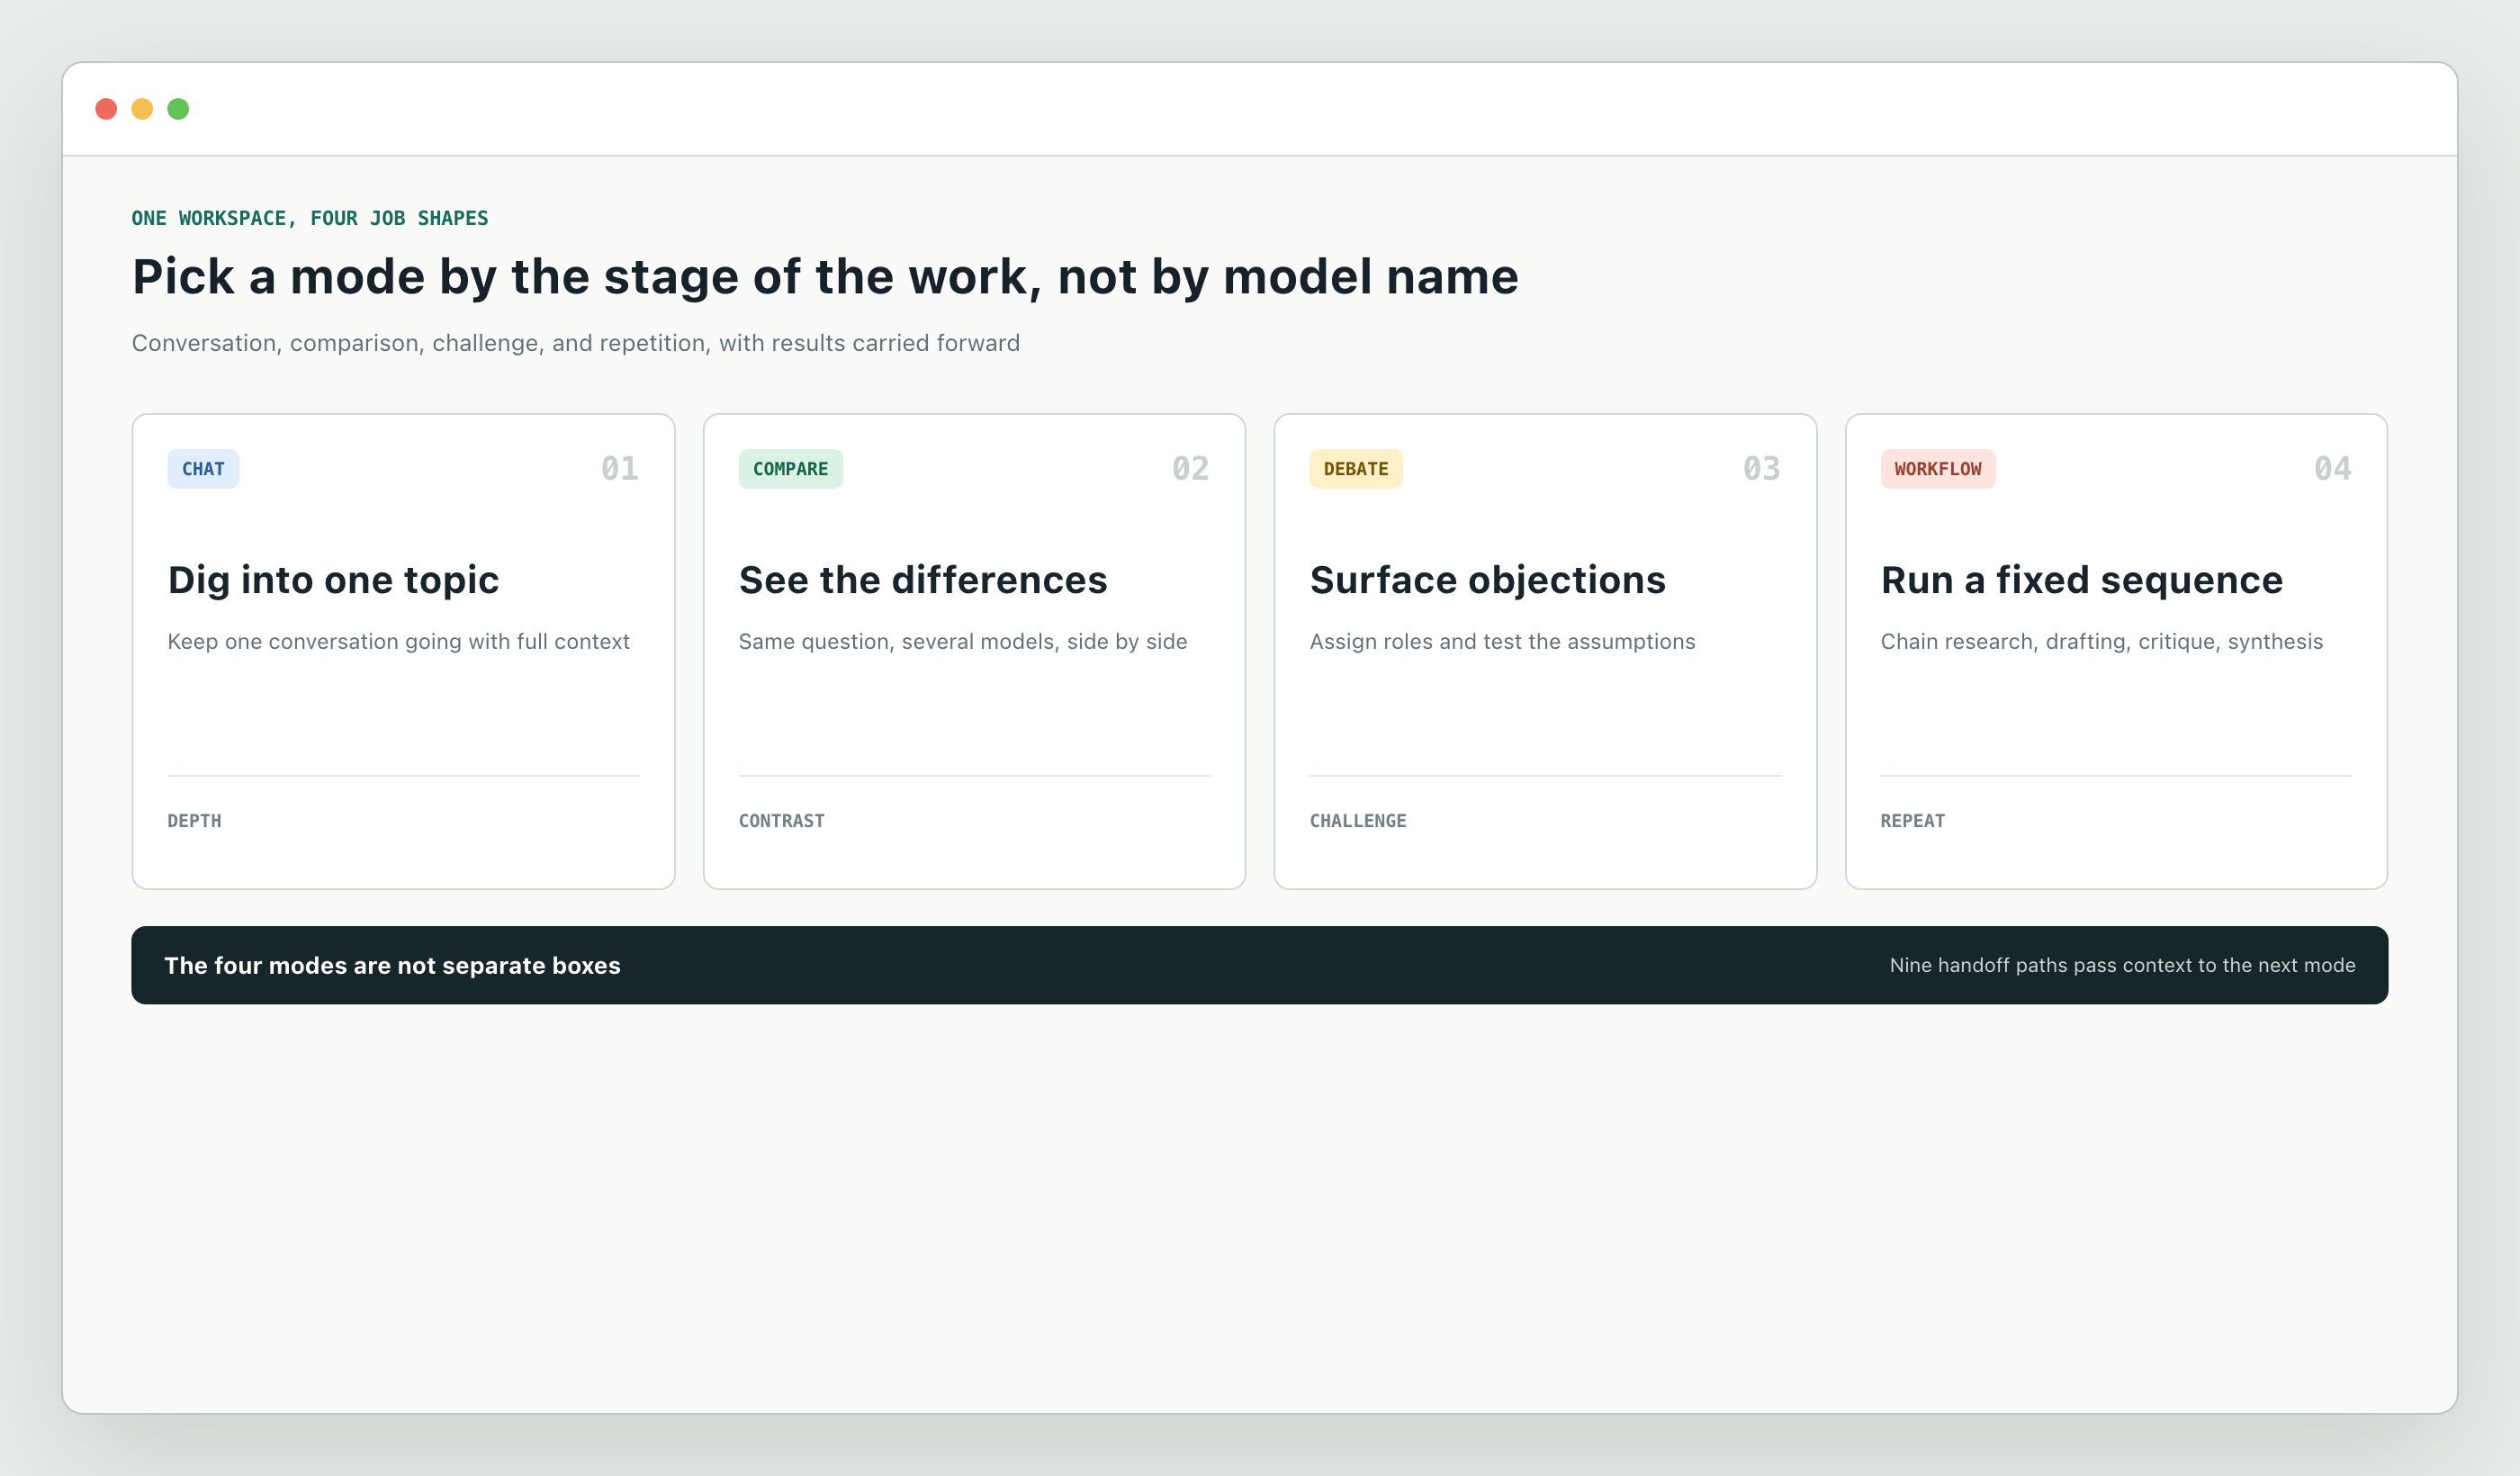 ONE WORKSPACE, FOUR JOB SHAPES
Pick a mode by the stage of the work, not by model name
Conversation, comparison, challenge, and repetition, with results carried forward
CHAT
01
Dig into one topic
Keep one conversation going with full context
DEPTH
COMPARE
02
See the differences
Same question, several models, side by side
CONTRAST
DEBATE
03
Surface objections
Assign roles and test the assumptions
CHALLENGE
WORKFLOW
04
Run a fixed sequence
Chain research, drafting, critique, synthesis
REPEAT
The four modes are not separate boxes
Nine handoff paths pass context to the next mode